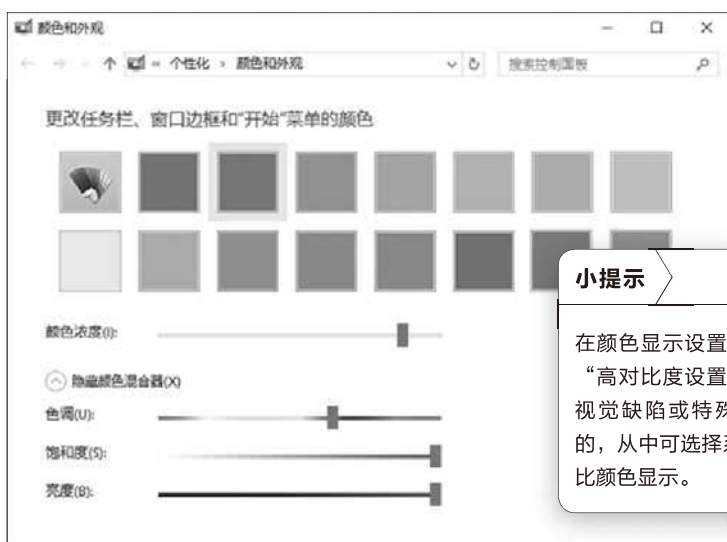 颜色和外观
个性化 › 颜色和外观
搜索控制面板
更改任务栏、窗口边框和"开始"菜单的颜色
颜色浓度(I):
隐藏颜色混合器(X)
色调(U):
饱和度(S):
亮度(B):
小提示
在颜色显示设置
“高对比度设置
视觉缺陷或特殊
的，从中可选择
比颜色显示。